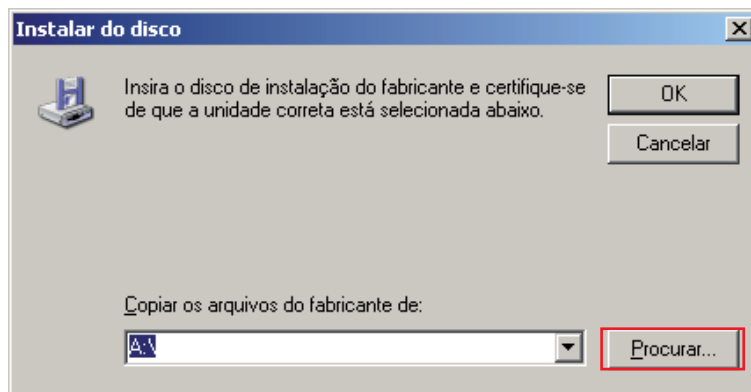 Instalar do disco
Insira o disco de instalação do fabricante e certifique-se
de que a unidade correta está selecionada abaixo.
OK
Cancelar
Copiar os arquivos do fabricante de:
A:\
Procurar...